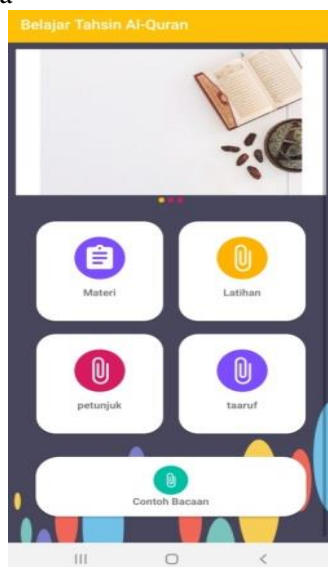 Belajar Tahsin Al-Quran
Materi
Latihan
petunjuk
taaruf
Contoh Bacaan